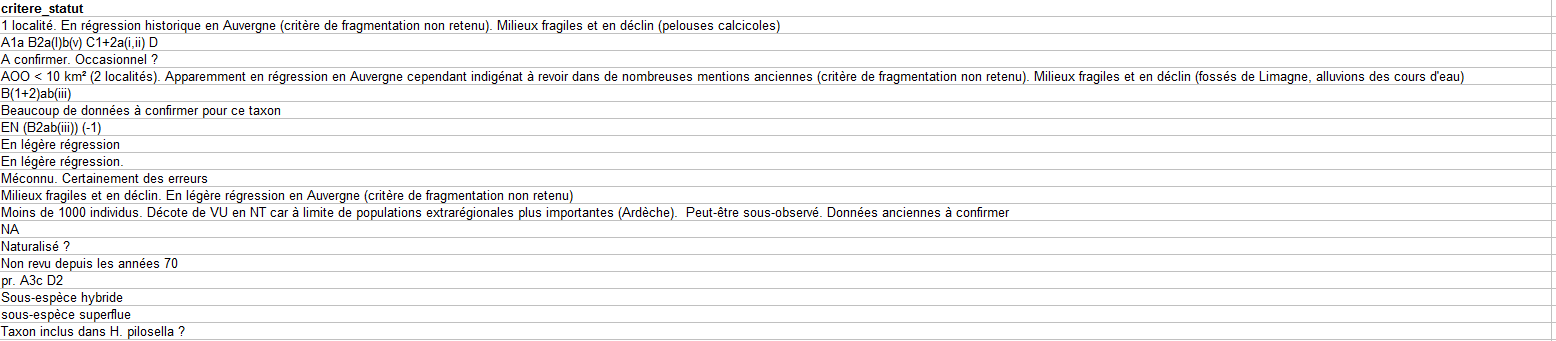 critere_statut
1 localité. En régression historique en Auvergne (critère de fragmentation non retenu). Milieux fragiles et en déclin (pelouses calcicoles)
A1a B2a(I)b(v) C1+2a(i,ii) D
A confirmer. Occasionnel ?
AOO < 10 km² (2 localités). Apparemment en régression en Auvergne cependant indigénat à revoir dans de nombreuses mentions anciennes (critère de fragmentation non retenu). Milieux fragiles et en déclin (fossés de Limagne, alluvions des cours d'eau)
B(1+2)ab(iii)
Beaucoup de données à confirmer pour ce taxon
EN (B2ab(iii)) (-1)
En légère régression
En légère régression.
Méconnu. Certainement des erreurs
Milieux fragiles et en déclin. En légère régression en Auvergne (critère de fragmentation non retenu)
Moins de 1000 individus. Décote de VU en NT car à limite de populations extrarégionales plus importantes (Ardèche).  Peut-être sous-observé. Données anciennes à confirmer
NA
Naturalisé ?
Non revu depuis les années 70
pr. A3c D2
Sous-espèce hybride
sous-espèce superflue
Taxon inclus dans H. pilosella ?